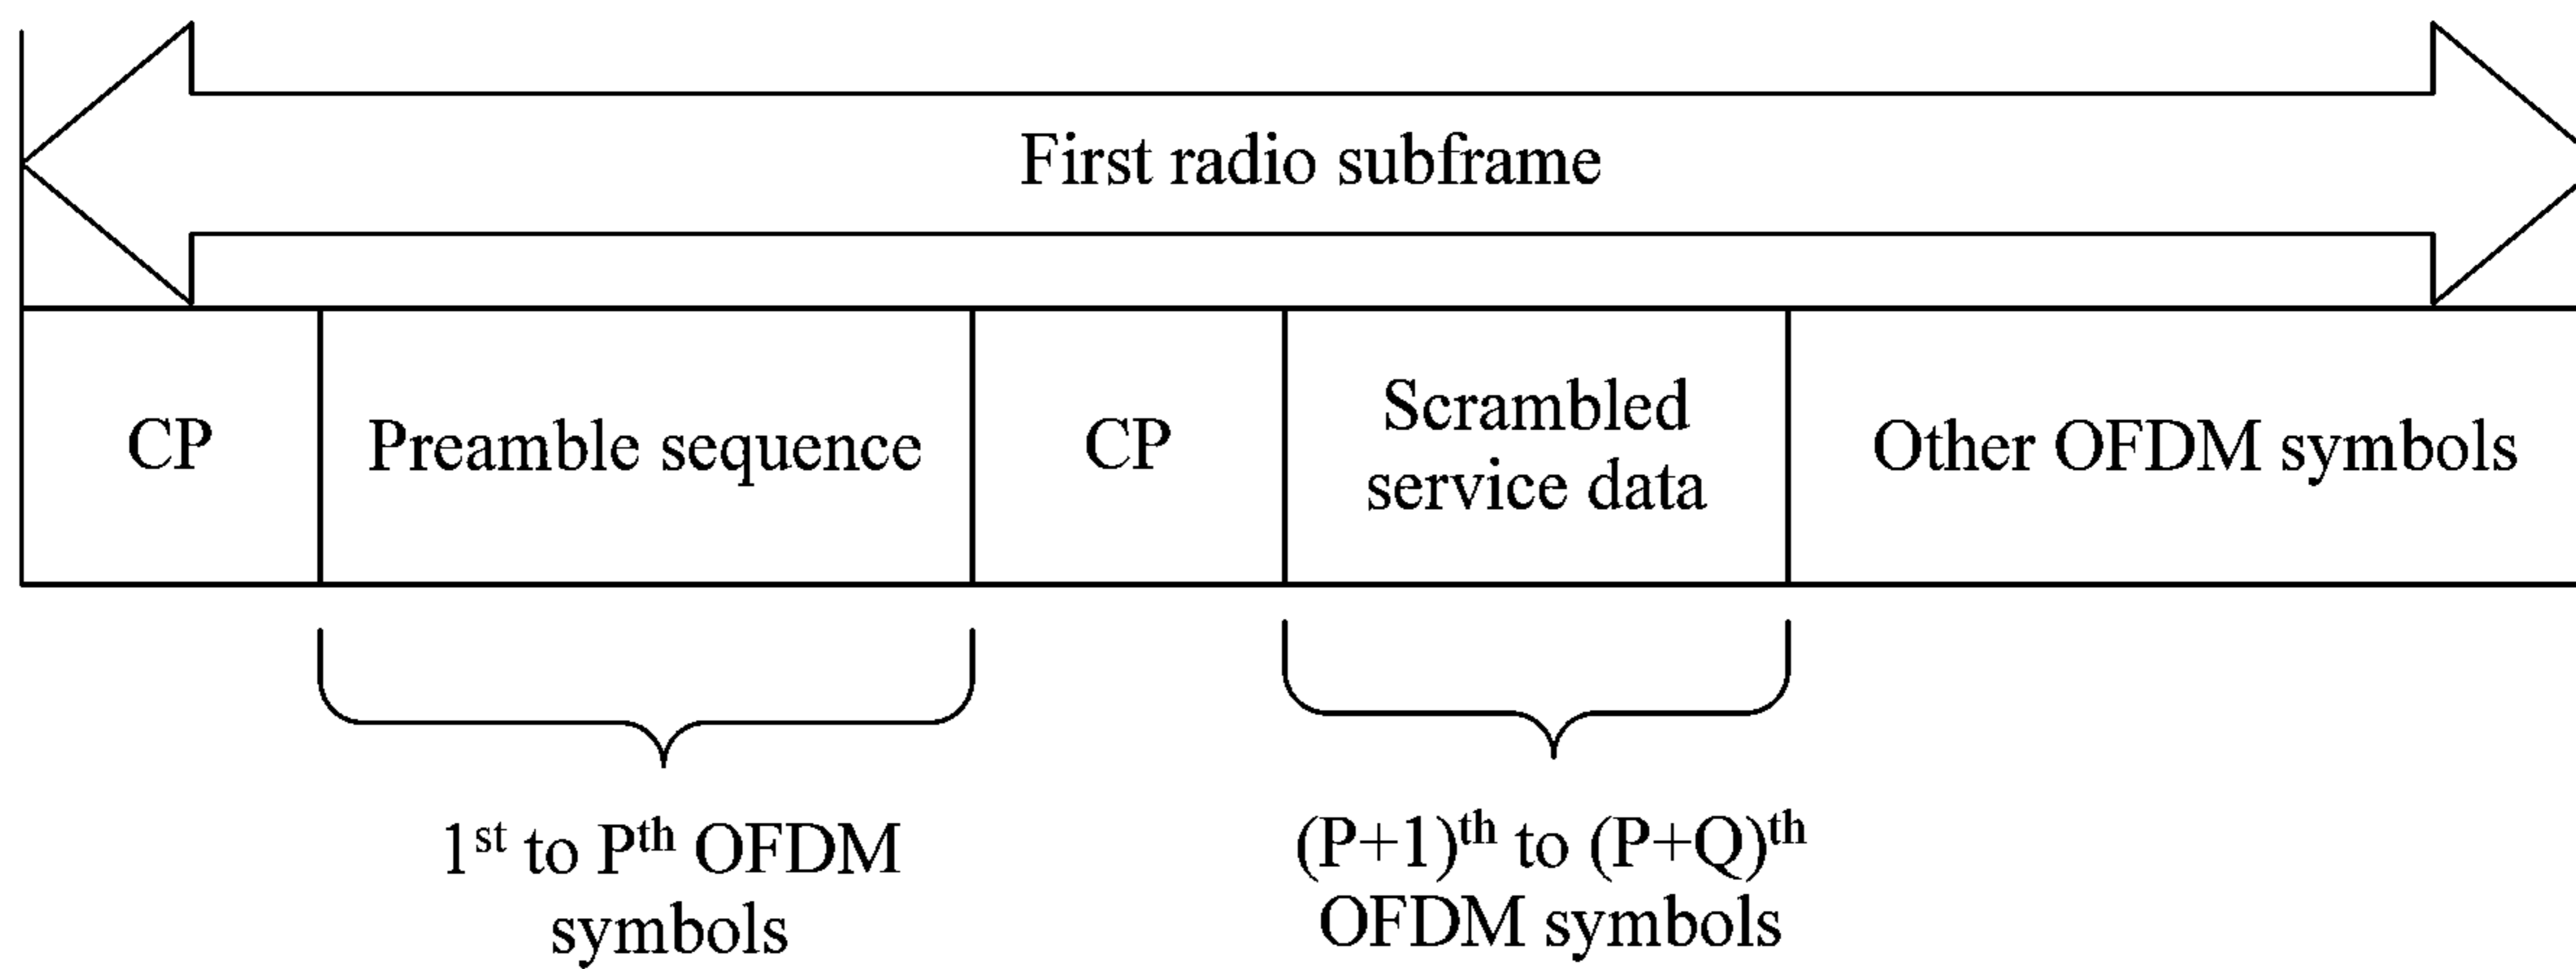 First radio subframe
CP
Preamble sequence
CP
Scrambled
service data
Other OFDM symbols
1st to Pth OFDM
symbols
(P+1)th to (P+Q)th
OFDM symbols